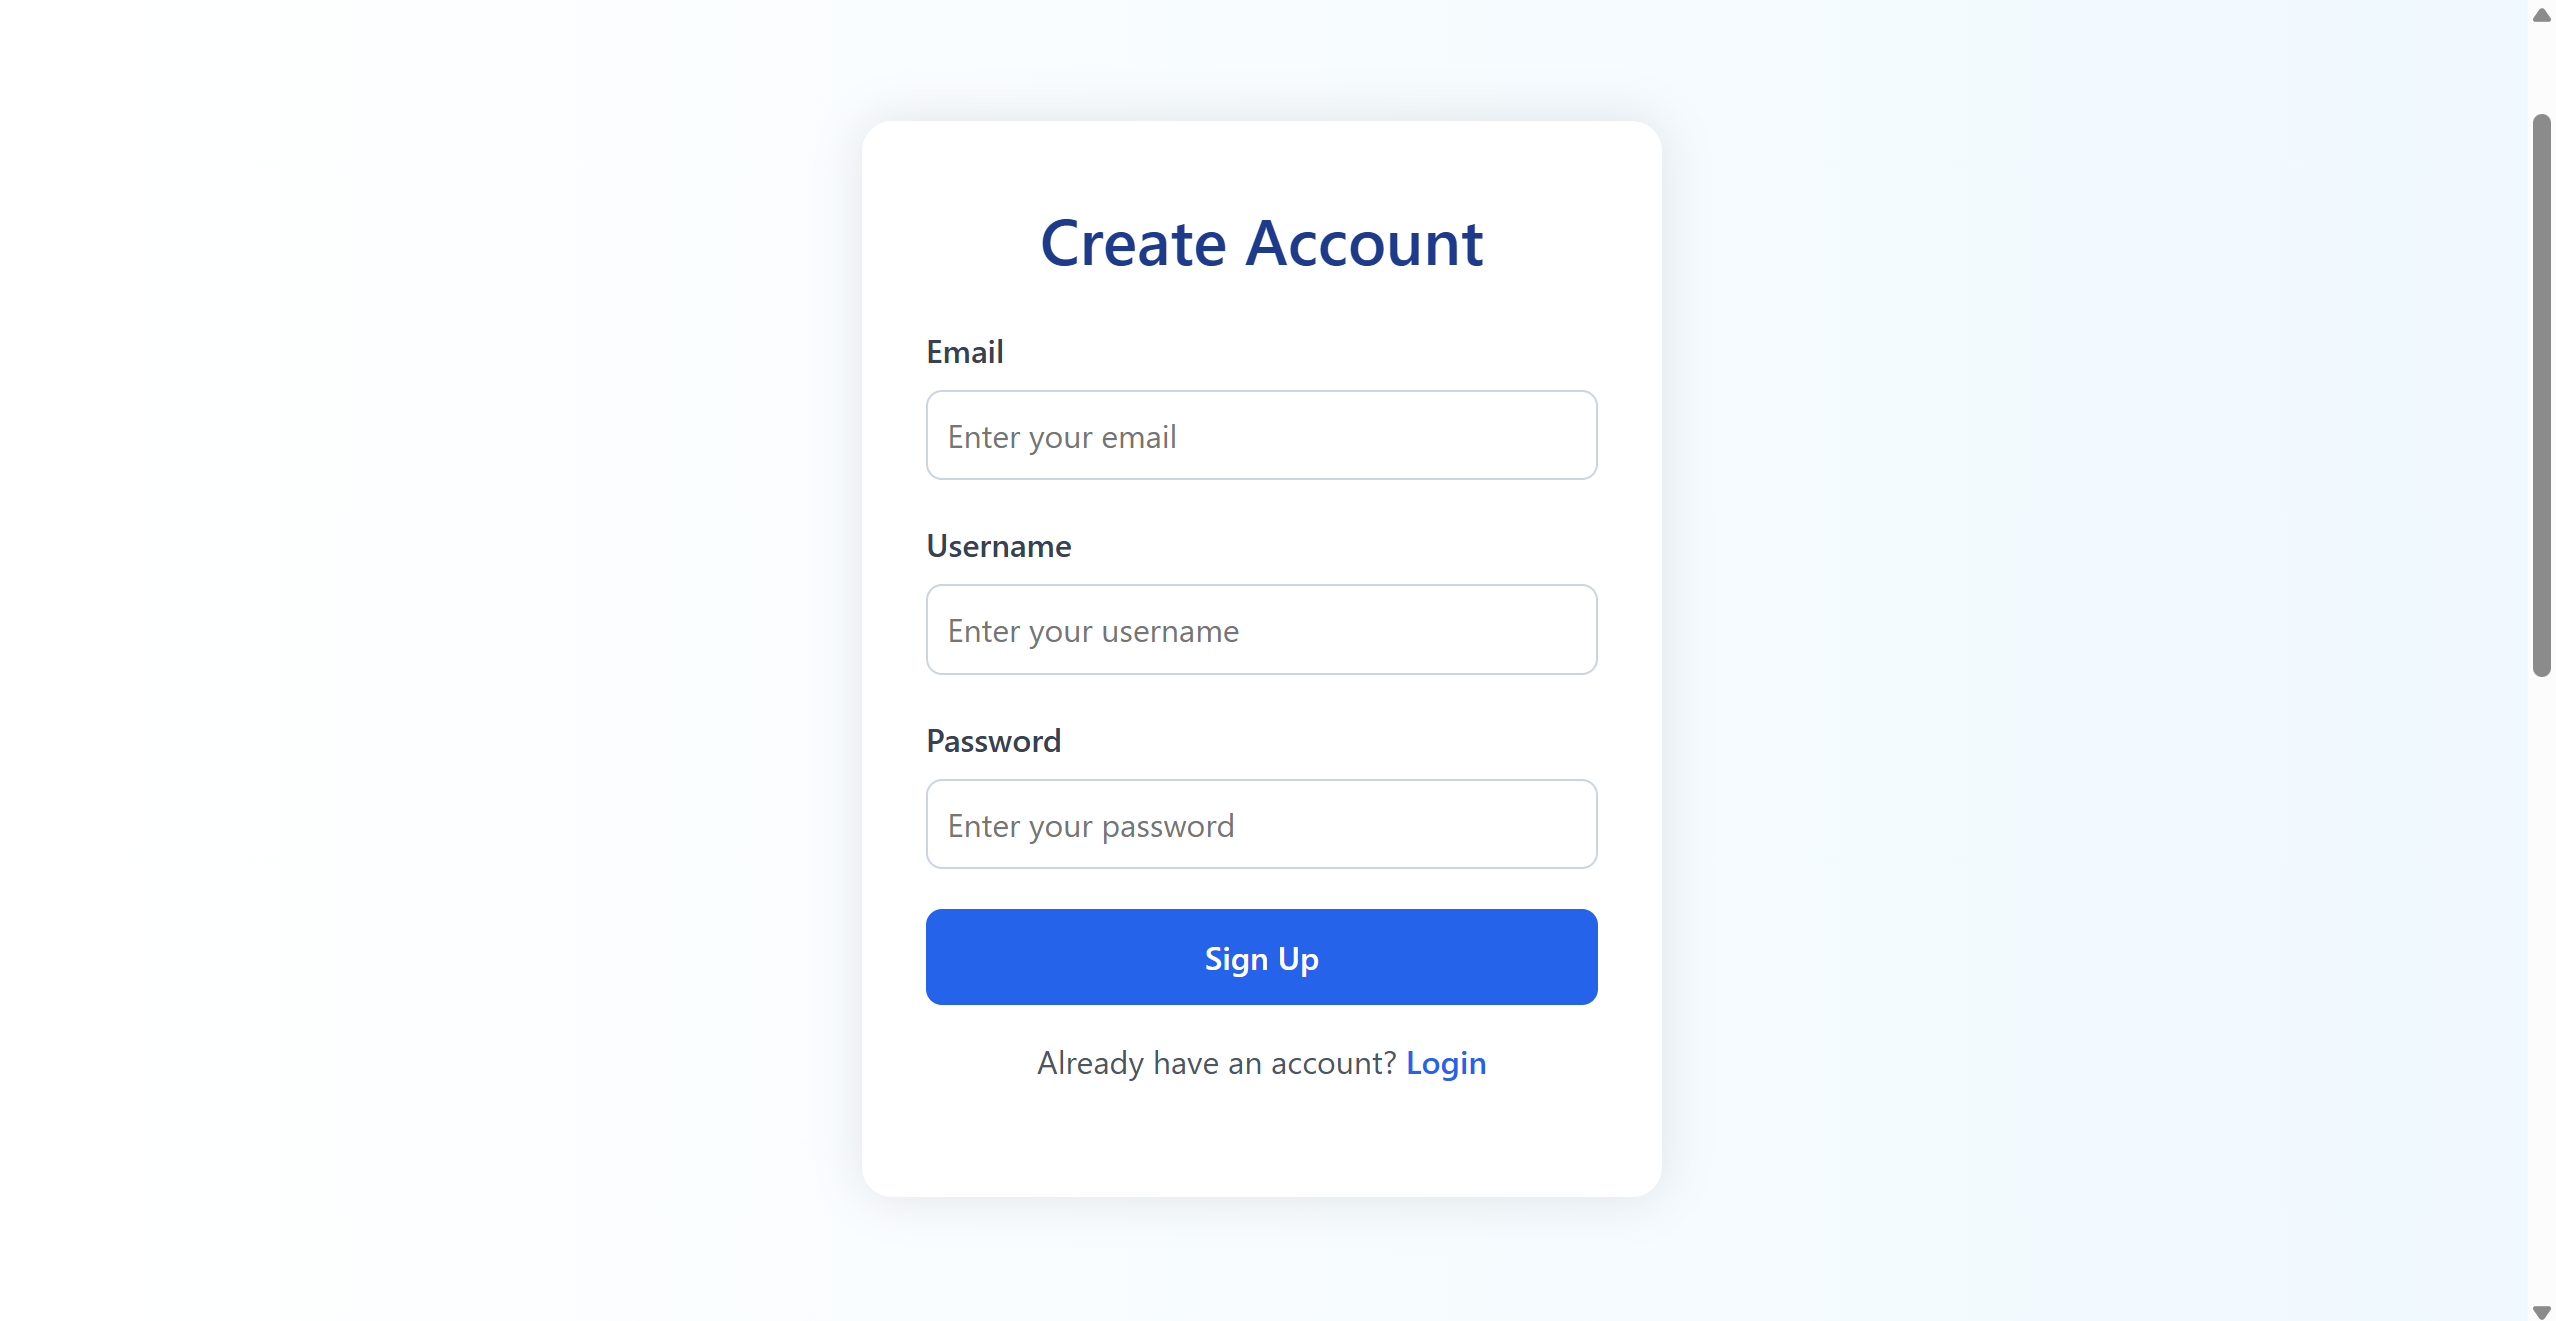 Create Account
Email
Enter your email
Username
Enter your username
Password
Enter your password
Sign Up
Already have an account? Login